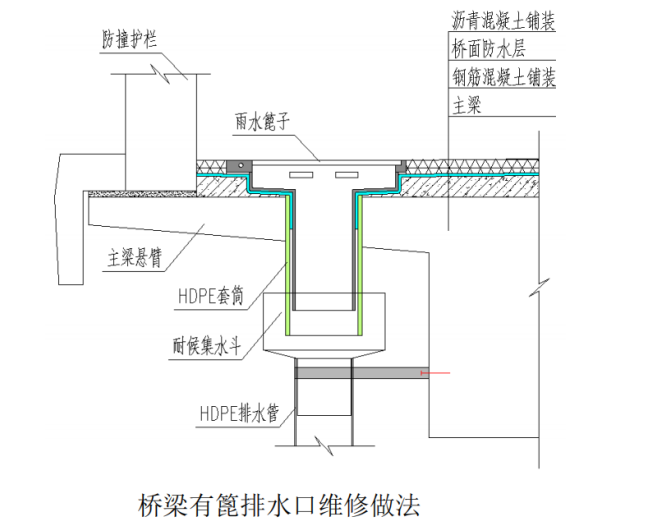 沥青混凝土铺装
防撞护栏
桥面防水层
钢筋混凝土铺装
主梁
雨水篦子
主梁悬臂
HDPE套筒
耐候集水斗
HDPE排水管
桥梁有篦排水口维修做法